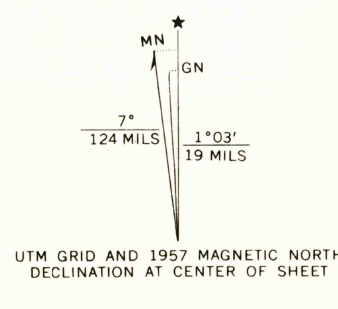 ★
MN
GN
7°
124 MILS
1°03′
19 MILS
UTM GRID AND 1957 MAGNETIC NORTH
DECLINATION AT CENTER OF SHEET